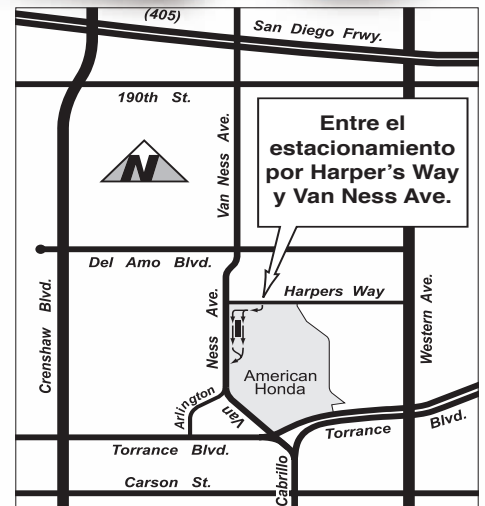 (405)
San Diego Frwy.
190th St.
Van Ness Ave.
Entre el
estacionamiento
por Harper's Way
y Van Ness Ave.
N
Del Amo Blvd.
Crenshaw Blvd.
Ness Ave.
Harpers Way
Western Ave.
American
Honda
Arlington
Van
Torrance Blvd.
Torrance Blvd.
Carson St.
Cabrillo